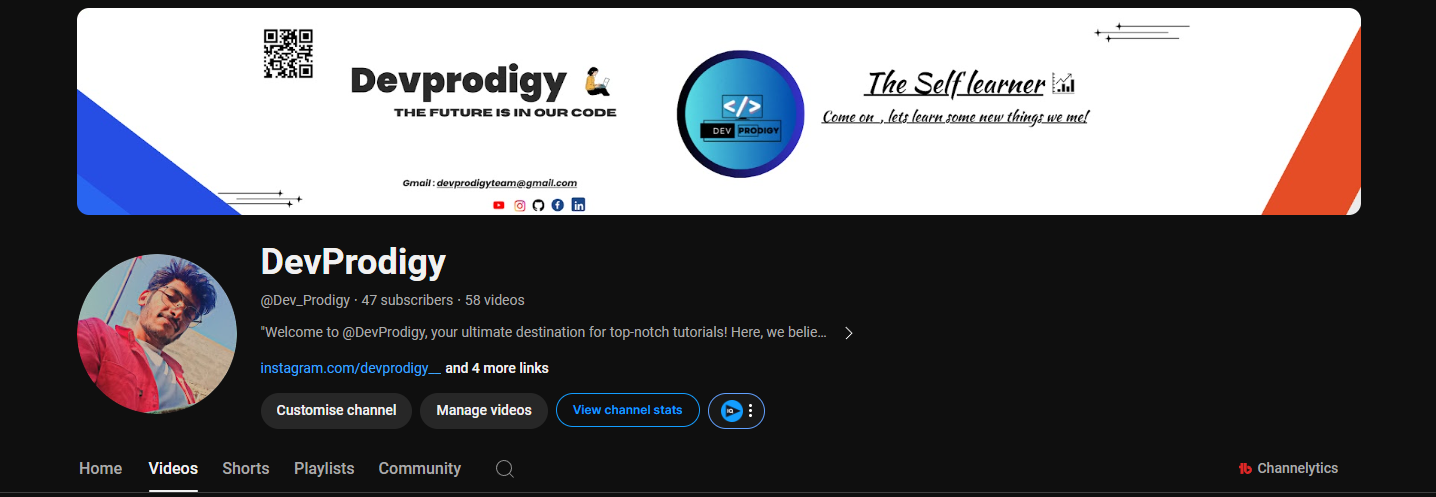 Devprodigy
THE FUTURE IS IN OUR CODE
Gmail : devprodigyteam@gmail.com
</>
DEV PRODIGY
The Self learner
Come on , lets learn some new things we me!
DevProdigy
@Dev_Prodigy · 47 subscribers · 58 videos
"Welcome to @DevProdigy, your ultimate destination for top-notch tutorials! Here, we belie...
instagram.com/devprodigy__ and 4 more links
Customise channel Manage videos View channel stats IQ
Home Videos Shorts Playlists Community
tb Channelytics